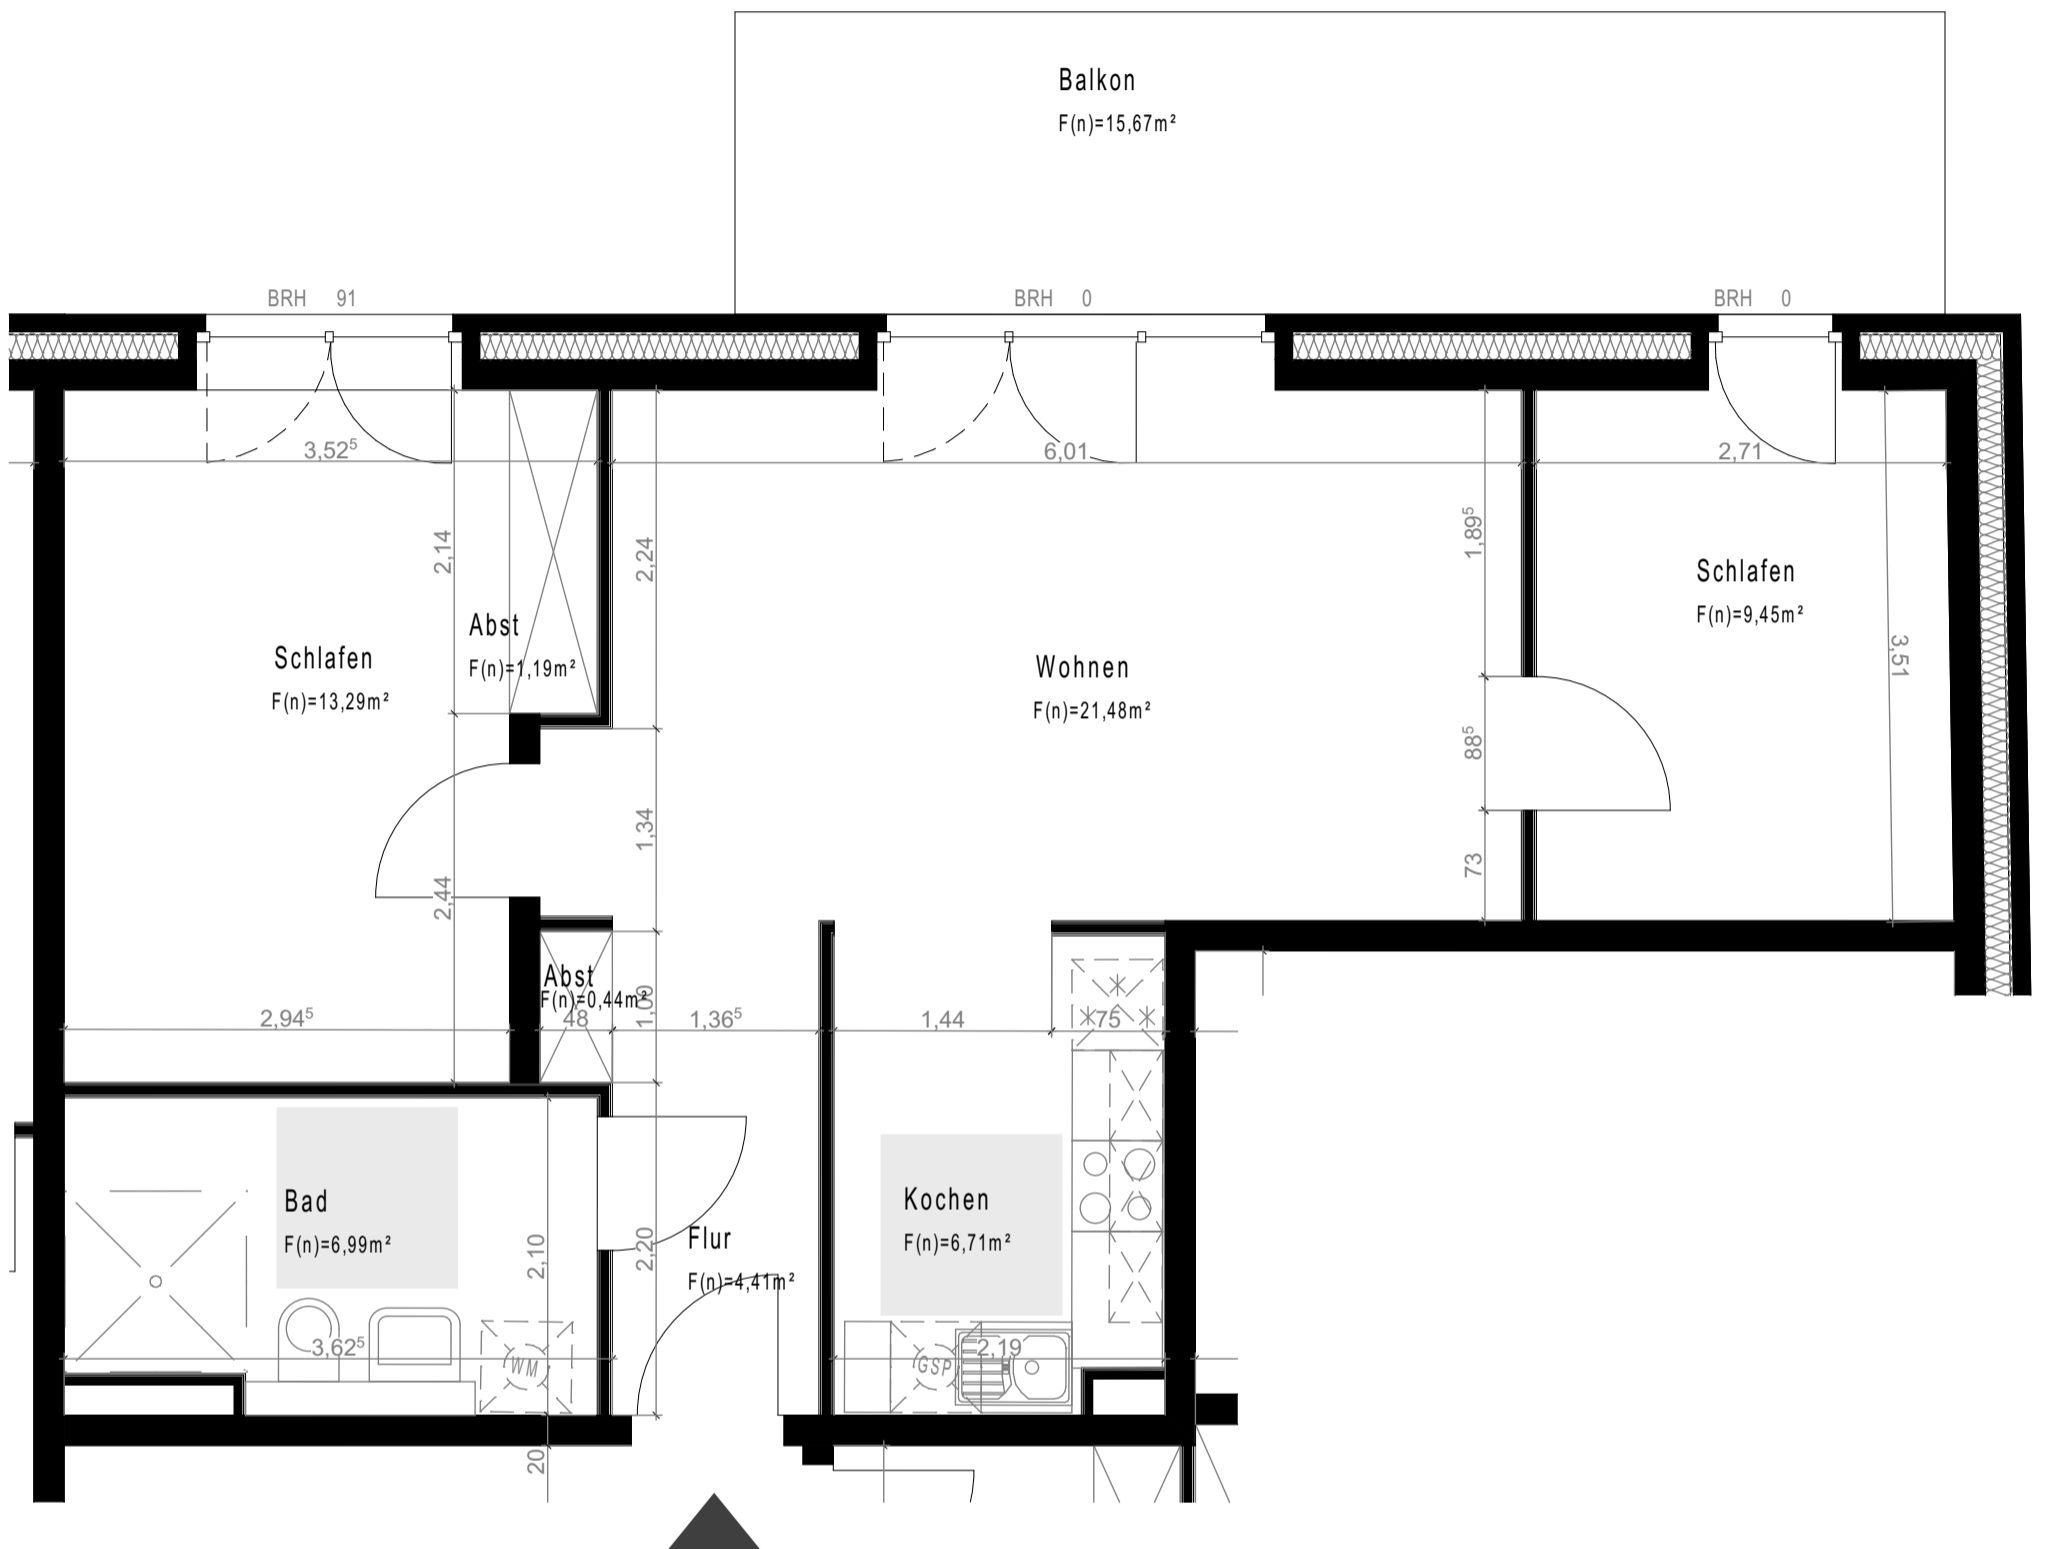 Balkon
F(n)=15,67m²
BRH 91
BRH 0
BRH 0
3,52⁵
6,01
2,71
2,14
2,24
1,89⁵
Schlafen
F(n)=9,45m²
Abst
F(n)=1,19m²
Schlafen
F(n)=13,29m²
Wohnen
F(n)=21,48m²
3,51
88⁵
1,34
73
2,44
Abst
F(n)=0,44m²
1,00
2,94⁵
48
1,36⁵
1,44
75
Bad
F(n)=6,99m²
Kochen
F(n)=6,71m²
2,10
2,20
Flur
F(n)=4,41m²
3,62⁵
WM
GSP
2,19
20